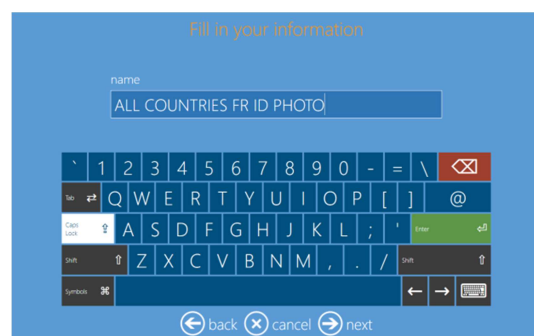 Fill in your information
name
ALL COUNTRIES FR ID PHOTO
` 1 2 3 4 5 6 7 8 9 0 - = \
Tab Q W E R T Y U I O P [ ] @
Caps Lock A S D F G H J K L ; ' Enter
Shift Z X C V B N M , . / Shift
Symbols ⌘ ← →
back cancel next